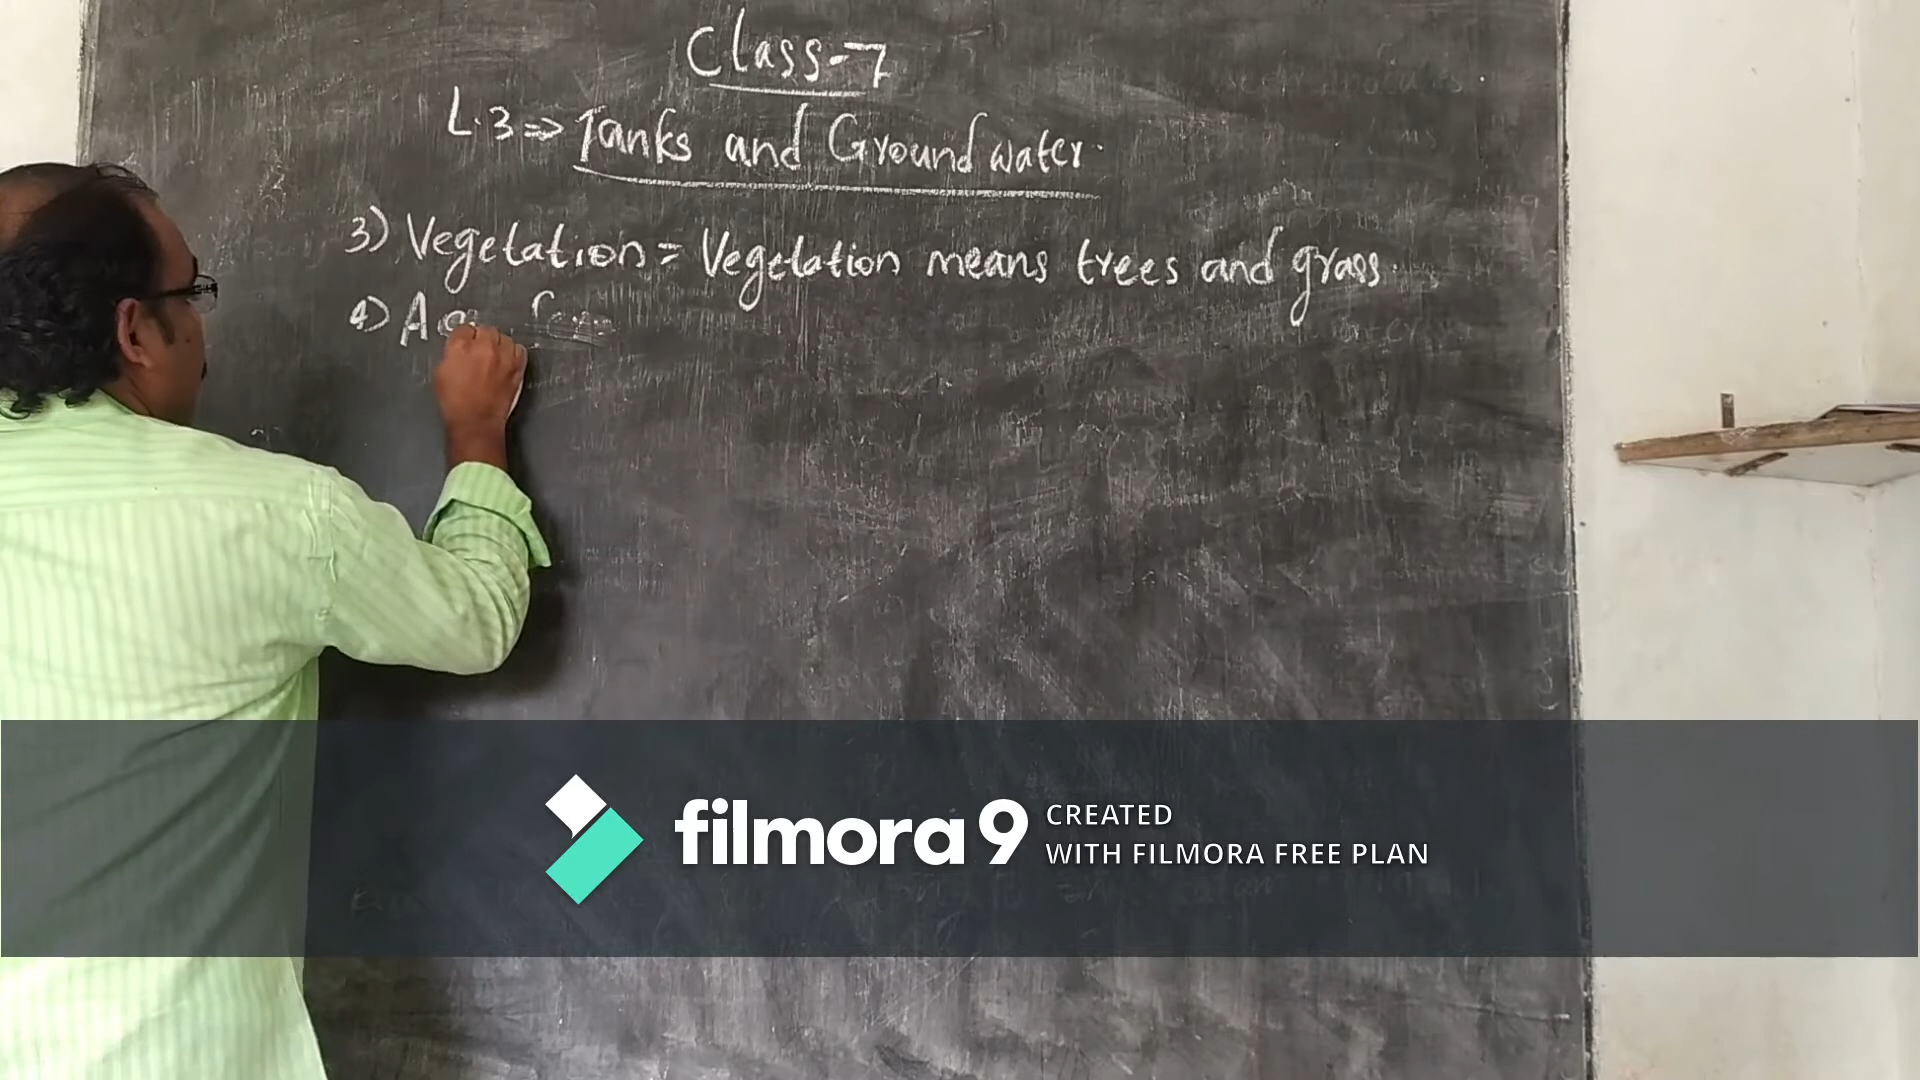 Class-7
L.3⇒ Tanks and Ground water.
3) Vegetation = Vegetation means trees and grass.
4) A
filmora 9 CREATED
WITH FILMORA FREE PLAN